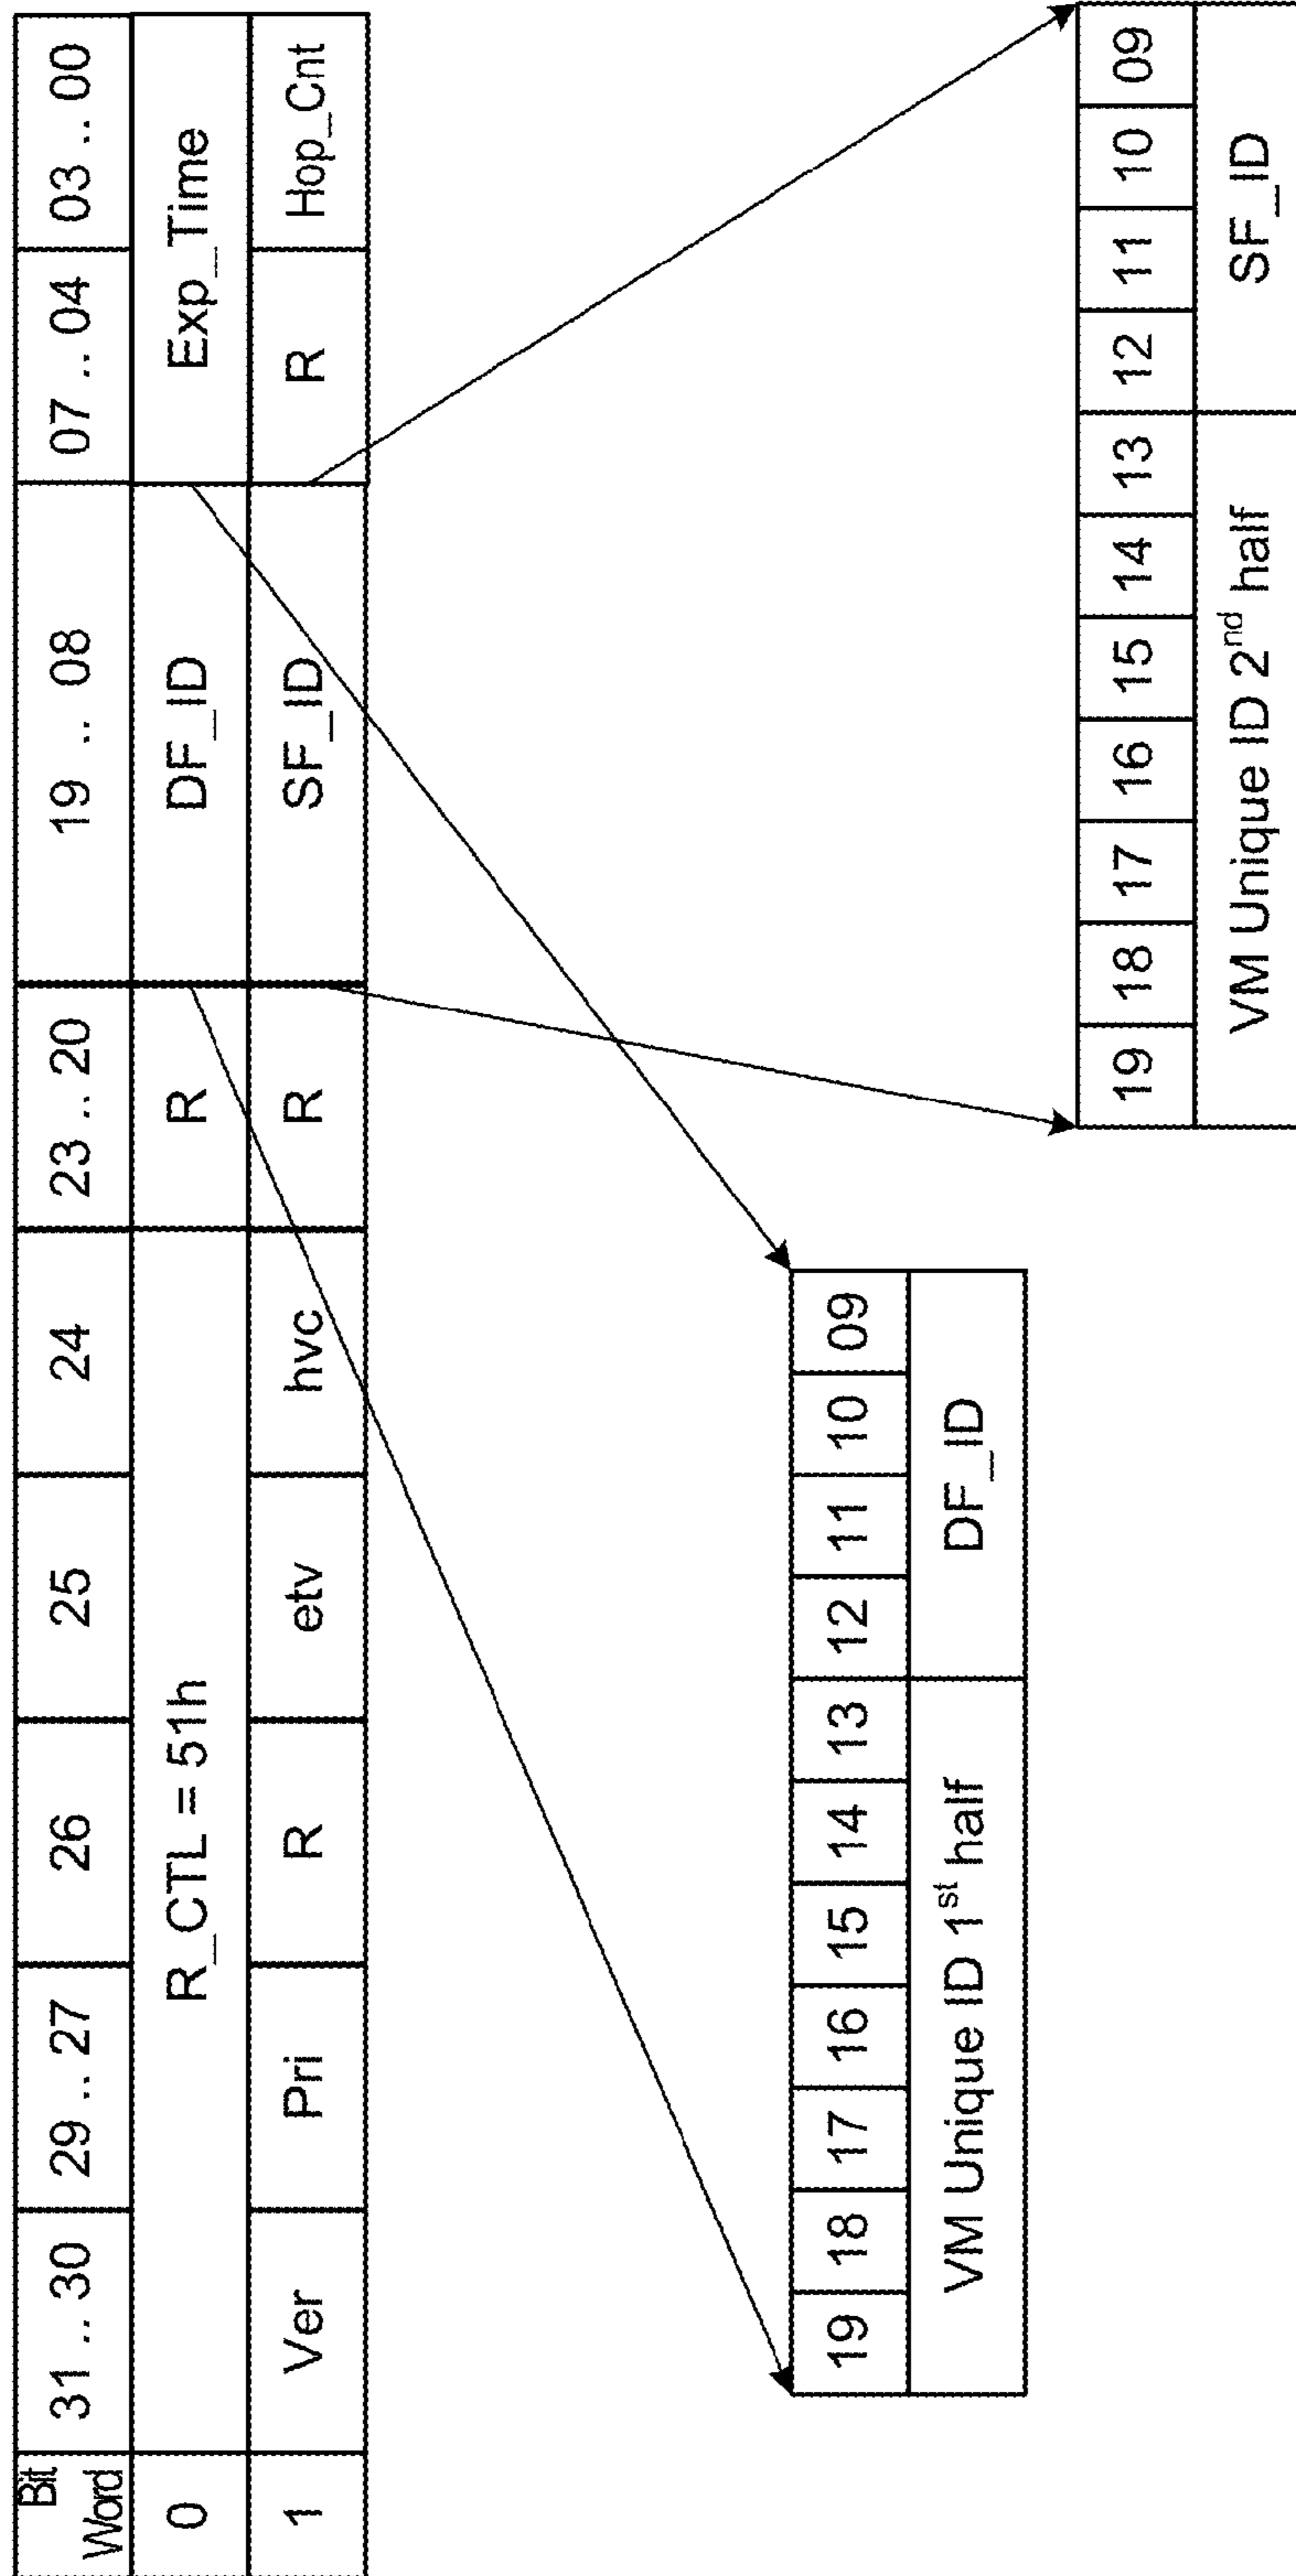 Bit Word 31 .. 30 29 .. 27 26 25 24 23 .. 20 19 .. 08 07 .. 04 03 .. 00
0 R_CTL = 51h R DF_ID Exp_Time
1 Ver Pri R etv hvc R SF_ID R Hop_Cnt
19 18 17 16 15 14 13 12 11 10 09
VM Unique ID 1st half DF_ID
19 18 17 16 15 14 13 12 11 10 09
VM Unique ID 2nd half SF_ID